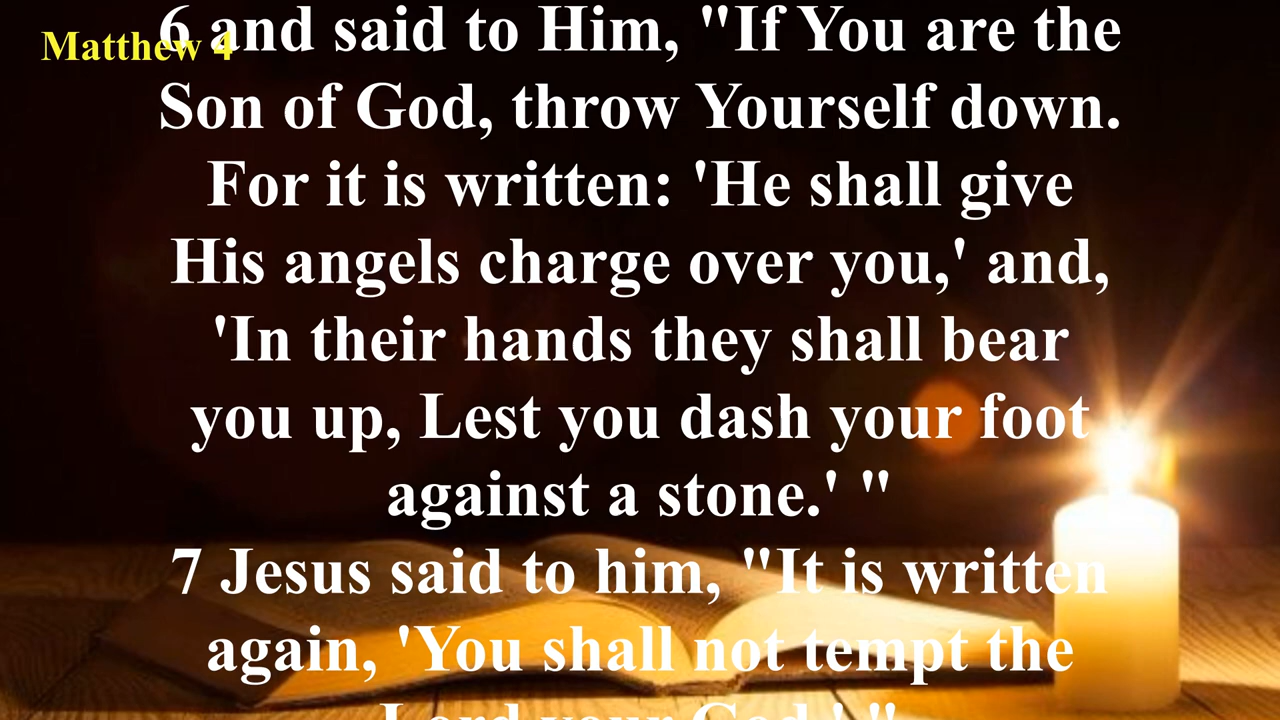 Matthew 4
6 and said to Him, "If You are the
Son of God, throw Yourself down.
For it is written: 'He shall give
His angels charge over you,' and,
'In their hands they shall bear
you up, Lest you dash your foot
against a stone.' "
7 Jesus said to him, "It is written
again, 'You shall not tempt the
Lord your God.' "